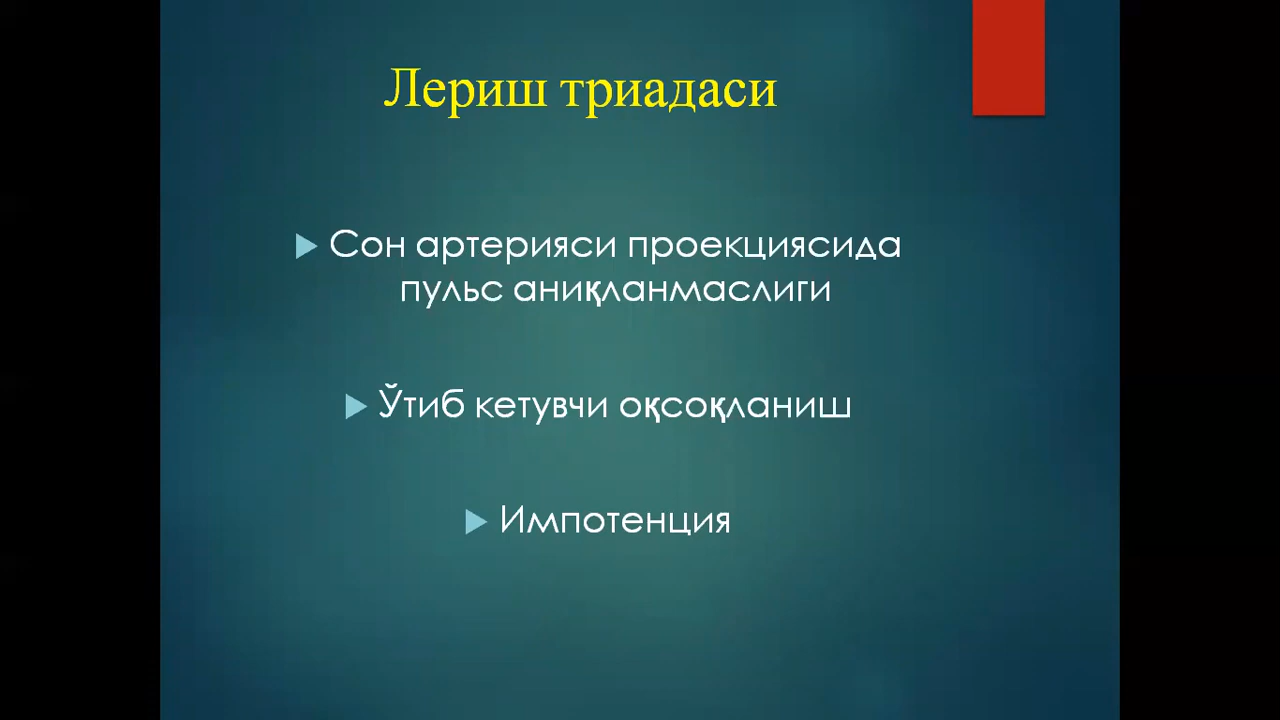 Лериш триадаси
Сон артерияси проекциясида
пульс аниқланмаслиги
Ўтиб кетувчи оқсоқланиш
Импотенция